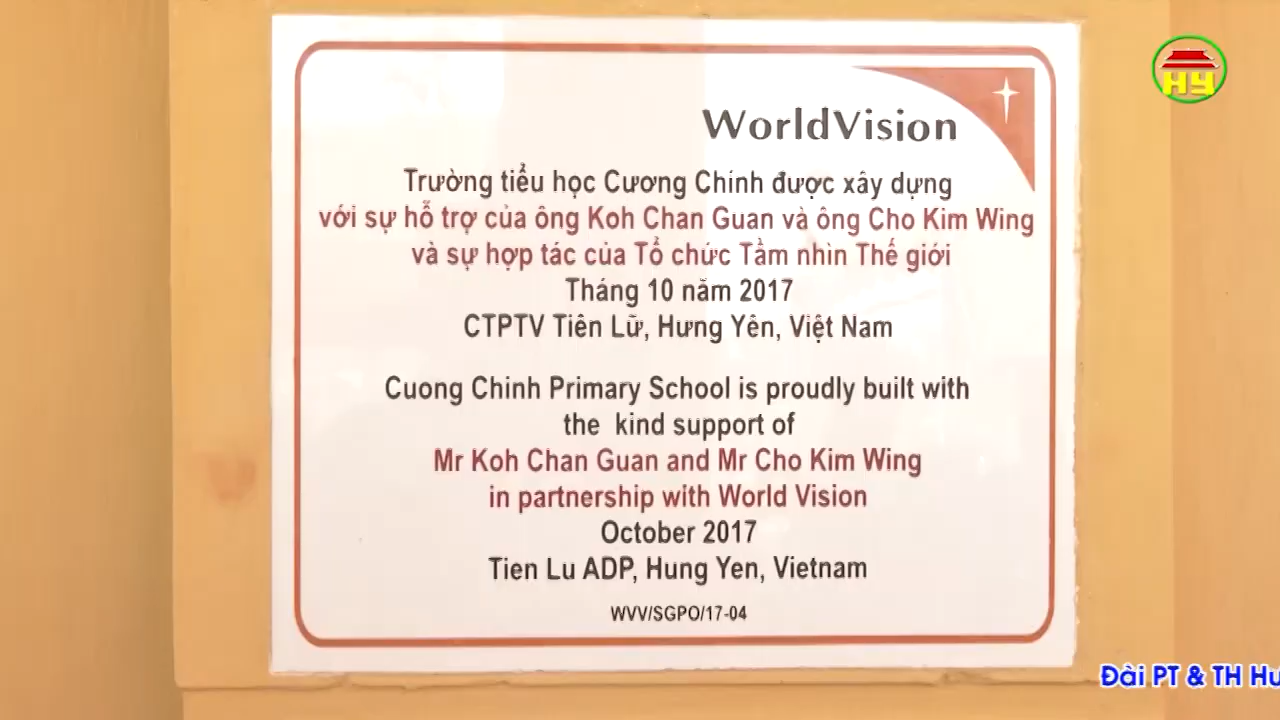 HY
WorldVision
Trường tiểu học Cương Chính được xây dựng
với sự hỗ trợ của ông Koh Chan Guan và ông Cho Kim Wing
và sự hợp tác của Tổ chức Tầm nhìn Thế giới
Tháng 10 năm 2017
CTPTV Tiên Lữ, Hưng Yên, Việt Nam
Cuong Chinh Primary School is proudly built with
the kind support of
Mr Koh Chan Guan and Mr Cho Kim Wing
in partnership with World Vision
October 2017
Tien Lu ADP, Hung Yen, Vietnam
WVV/SGPO/17-04
Đài PT & TH